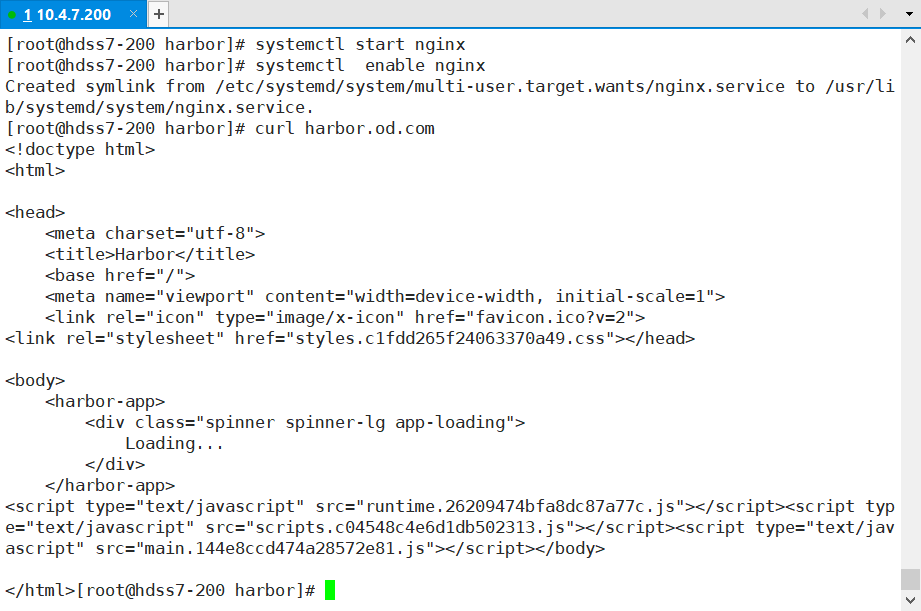 1 10.4.7.200 × +
[root@hdss7-200 harbor]# systemctl start nginx
[root@hdss7-200 harbor]# systemctl  enable nginx
Created symlink from /etc/systemd/system/multi-user.target.wants/nginx.service to /usr/li
b/systemd/system/nginx.service.
[root@hdss7-200 harbor]# curl harbor.od.com
<!doctype html>
<html>

<head>
    <meta charset="utf-8">
    <title>Harbor</title>
    <base href="/">
    <meta name="viewport" content="width=device-width, initial-scale=1">
    <link rel="icon" type="image/x-icon" href="favicon.ico?v=2">
<link rel="stylesheet" href="styles.c1fdd265f24063370a49.css"></head>

<body>
    <harbor-app>
        <div class="spinner spinner-lg app-loading">
            Loading...
        </div>
    </harbor-app>
<script type="text/javascript" src="runtime.26209474bfa8dc87a77c.js"></script><script typ
e="text/javascript" src="scripts.c04548c4e6d1db502313.js"></script><script type="text/jav
ascript" src="main.144e8ccd474a28572e81.js"></script></body>

</html>[root@hdss7-200 harbor]#